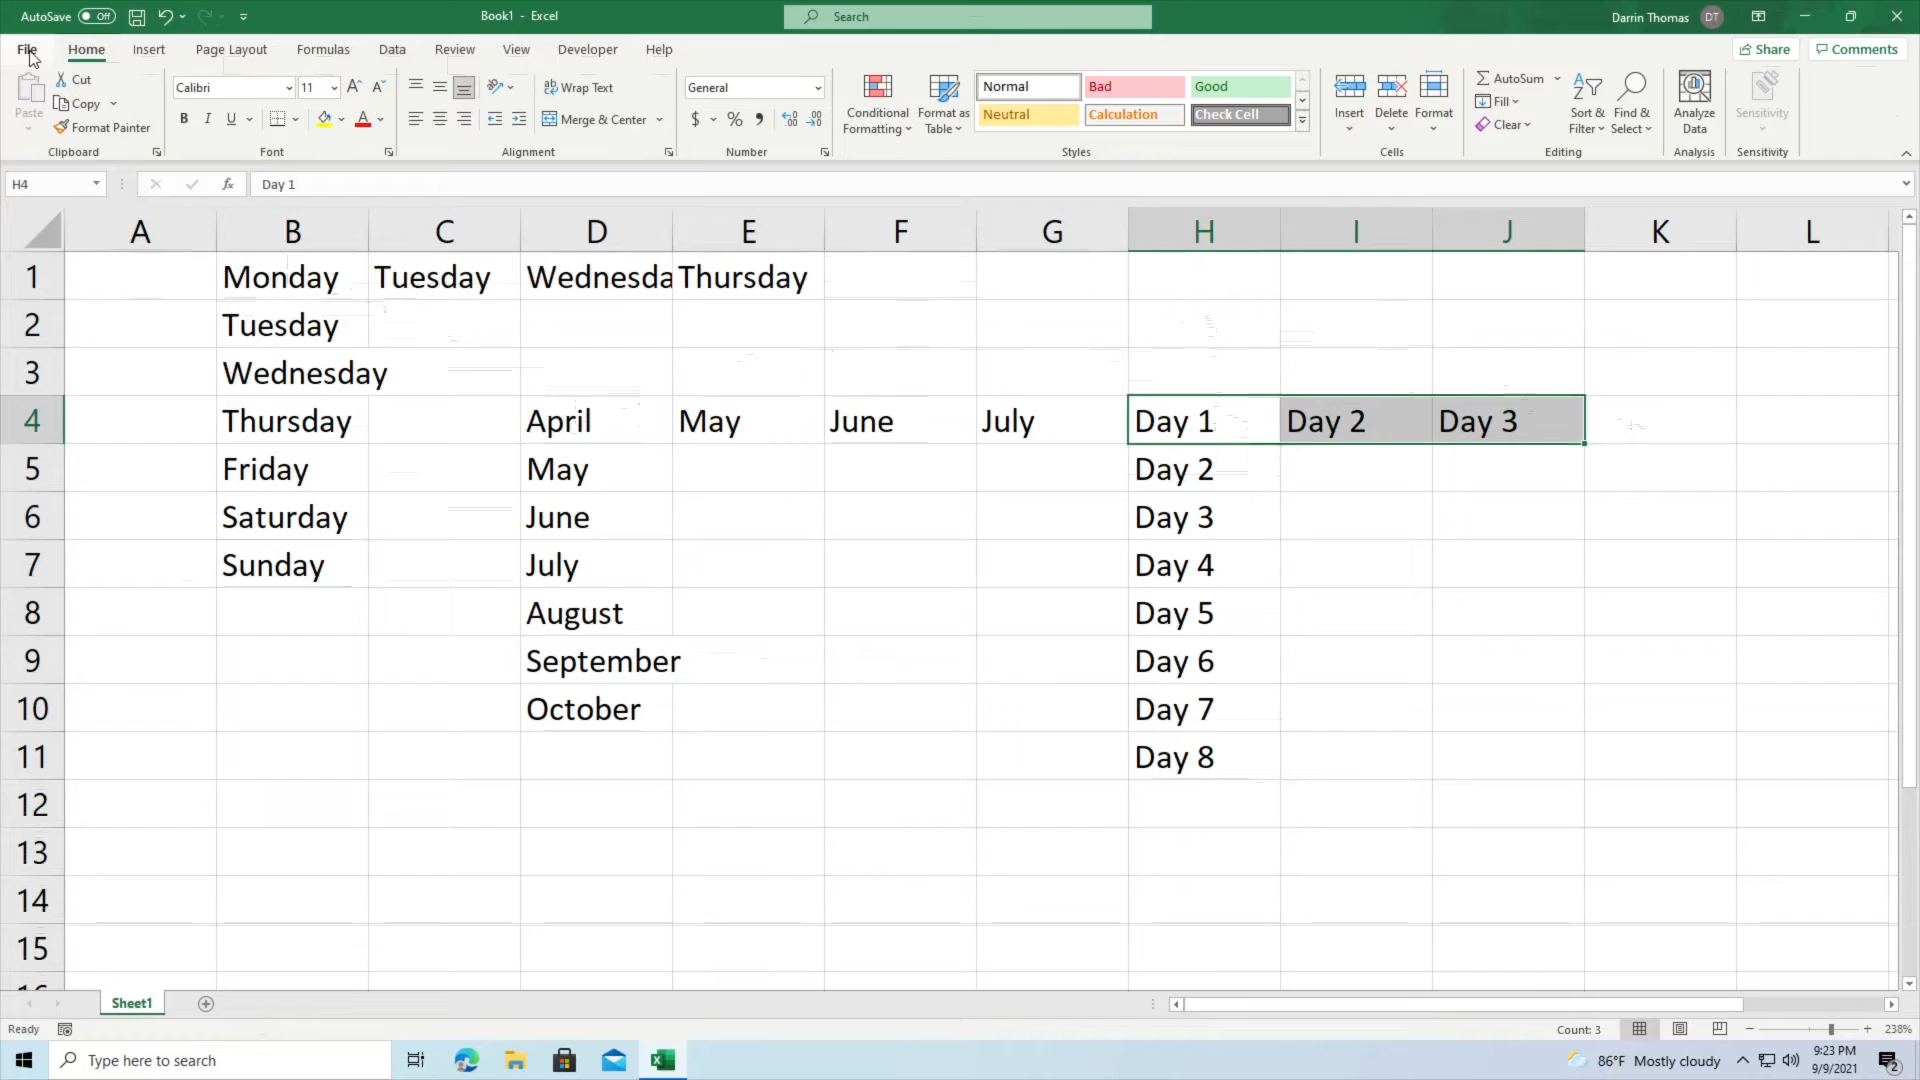 AutoSave Off Book1 - Excel Search Darrin Thomas DT
File Home Insert Page Layout Formulas Data Review View Developer Help Share Comments
Paste Cut Copy Format Painter
Calibri 11 A A
B I U A
Wrap Text
Merge & Center
General
$ % 9
Conditional Formatting Format as Table
Normal Bad Good
Neutral Calculation Check Cell
Insert Delete Format
AutoSum
Fill
Clear
Sort & Filter Find & Select
Analyze Data
Sensitivity
Clipboard Font Alignment Number Styles Cells Editing Analysis Sensitivity
H4 fx Day 1
A B C D E F G H I J K L
1 Monday Tuesday Wednesda Thursday
2 Tuesday
3 Wednesday
4 Thursday April May June July Day 1 Day 2 Day 3
5 Friday May Day 2
6 Saturday June Day 3
7 Sunday July Day 4
8 August Day 5
9 September Day 6
10 October Day 7
11 Day 8
12
13
14
15
16
Sheet1
Ready Count: 3 238%
Type here to search 86°F Mostly cloudy 9:23 PM
9/9/2021 2